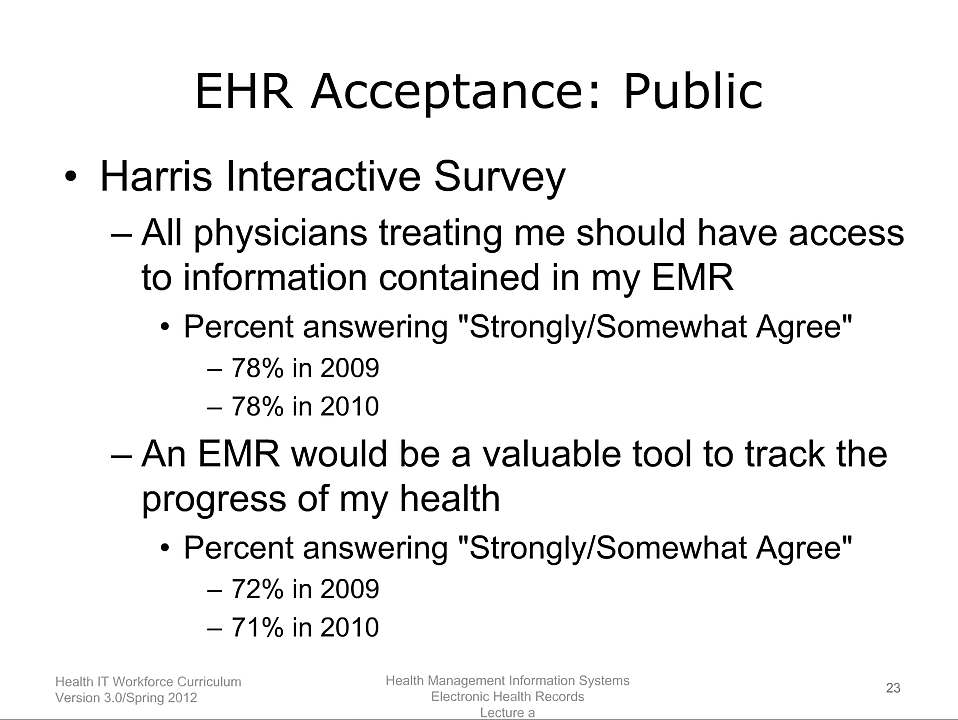 EHR Acceptance: Public
• Harris Interactive Survey
– All physicians treating me should have access
to information contained in my EMR
• Percent answering "Strongly/Somewhat Agree"
– 78% in 2009
– 78% in 2010
– An EMR would be a valuable tool to track the
progress of my health
• Percent answering "Strongly/Somewhat Agree"
– 72% in 2009
– 71% in 2010
Health IT Workforce Curriculum
Version 3.0/Spring 2012
Health Management Information Systems
Electronic Health Records
Lecture a
23